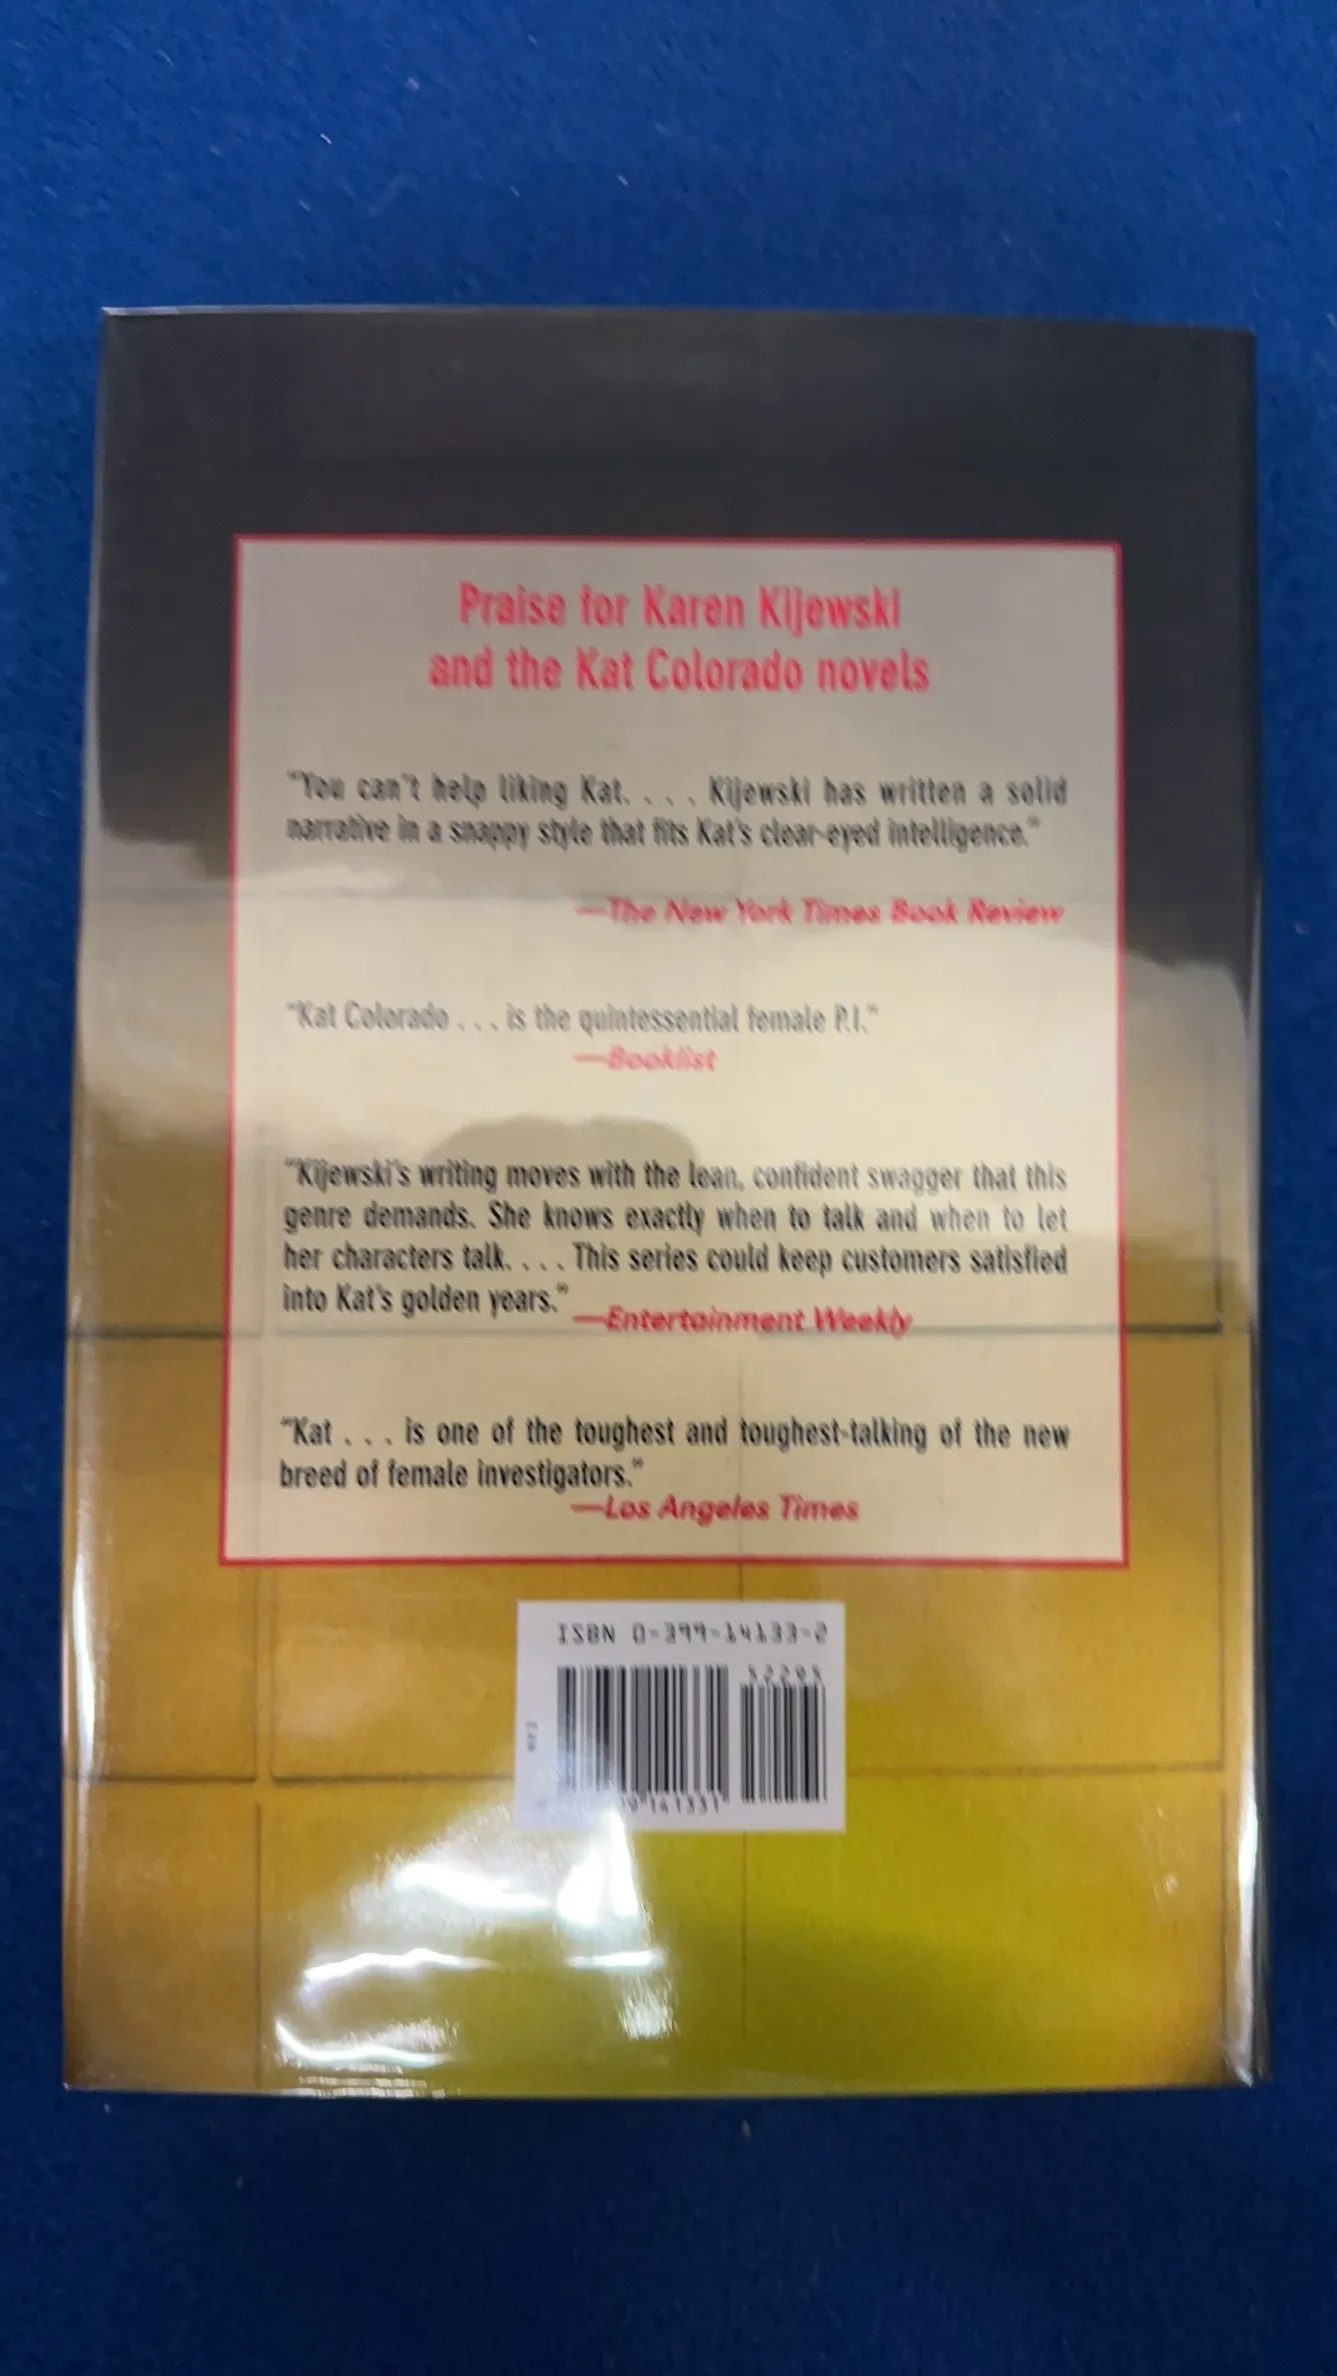 Praise for Karen Kijewski
and the Kat Colorado novels
"You can't help liking Kat. . . . Kijewski has written a solid
narrative in a snappy style that fits Kat's clear-eyed intelligence."
—The New York Times Book Review
"Kat Colorado . . . is the quintessential female P.I."
—Booklist
"Kijewski's writing moves with the lean, confident swagger that this
genre demands. She knows exactly when to talk and when to let
her characters talk. . . . This series could keep customers satisfied
into Kat's golden years."
—Entertainment Weekly
"Kat . . . is one of the toughest and toughest-talking of the new
breed of female investigators."
—Los Angeles Times
ISBN 0-399-14133-2
52295
141331